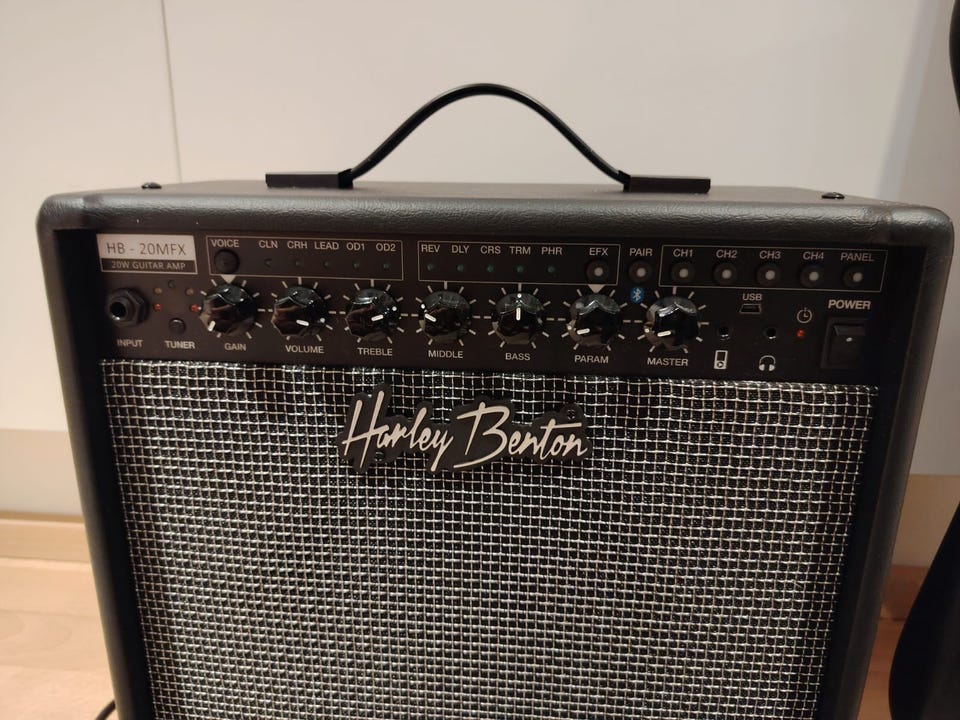 HB - 20MFX
20W GUITAR AMP
VOICE CLN CRH LEAD OD1 OD2
REV DLY CRS TRM PHR EFX
PAIR
CH1 CH2 CH3 CH4 PANEL
USB
POWER
INPUT TUNER GAIN VOLUME TREBLE MIDDLE BASS PARAM MASTER
Harley Benton